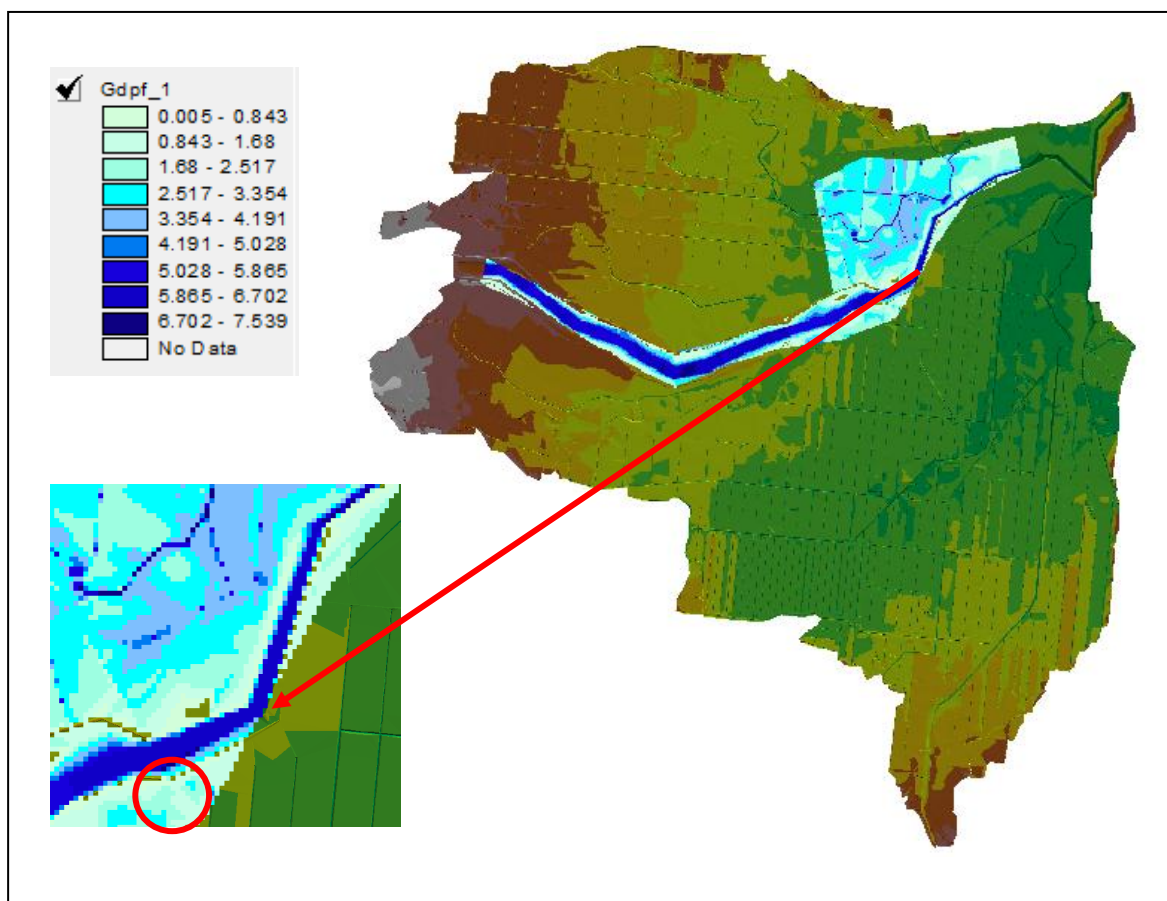 Gdpf_1
0.005 - 0.843
0.843 - 1.68
1.68 - 2.517
2.517 - 3.354
3.354 - 4.191
4.191 - 5.028
5.028 - 5.865
5.865 - 6.702
6.702 - 7.539
No Data